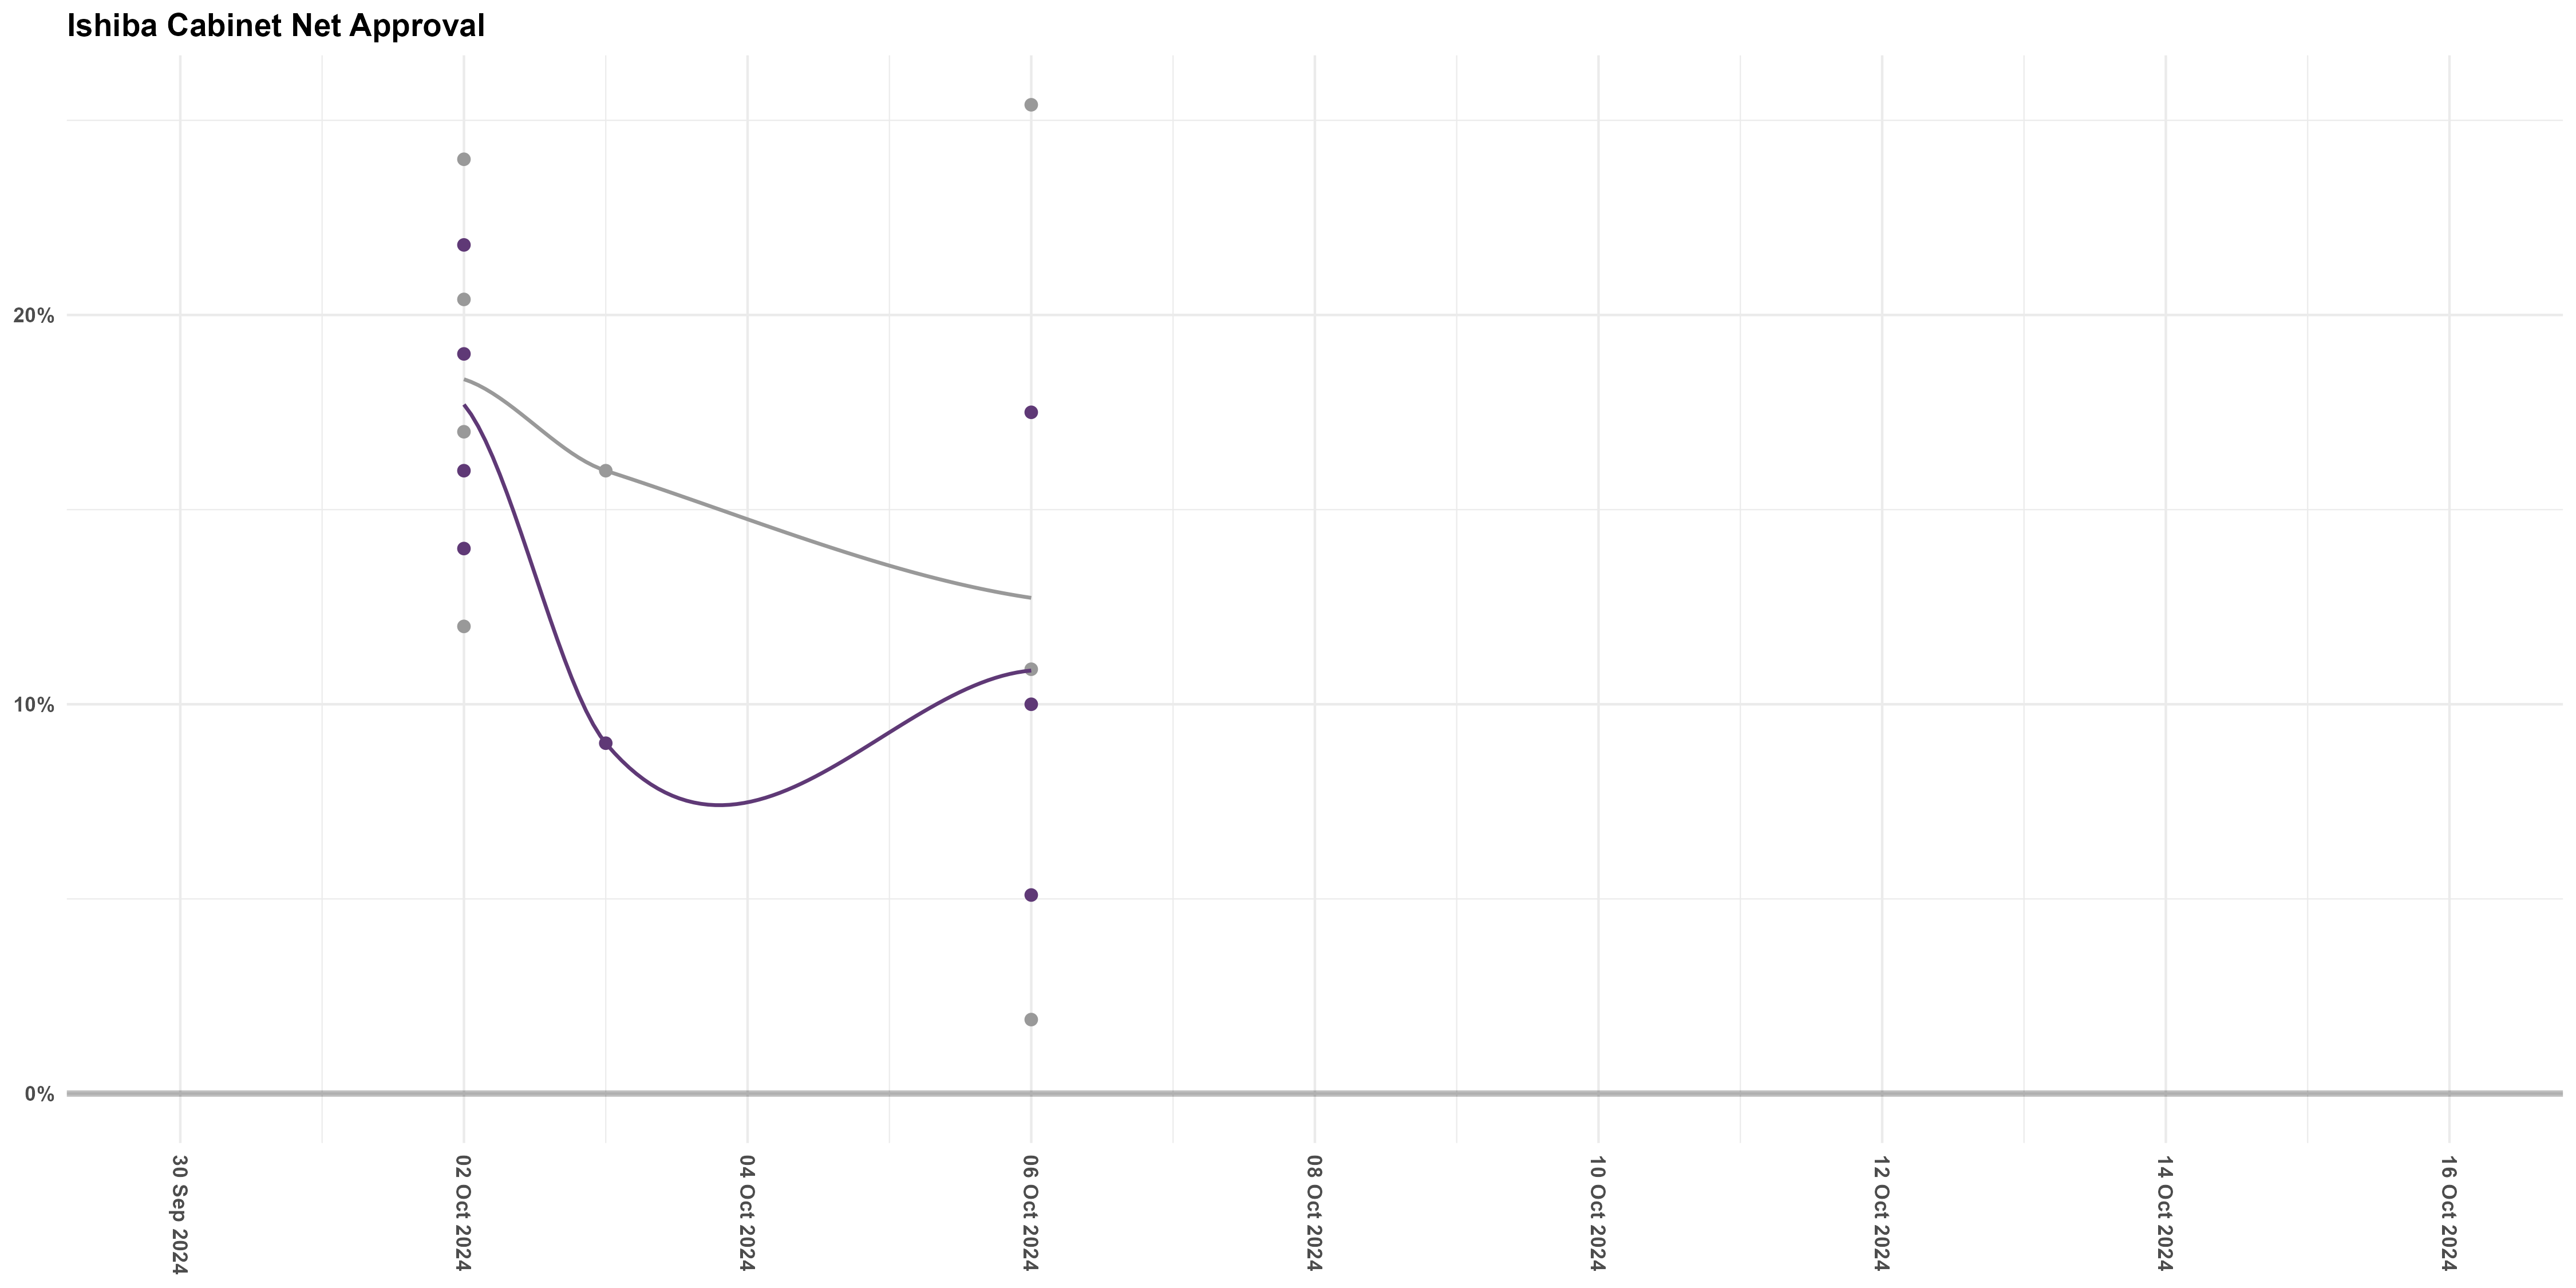 Ishiba Cabinet Net Approval
20%
10%
0%
30 Sep 2024
02 Oct 2024
04 Oct 2024
06 Oct 2024
08 Oct 2024
10 Oct 2024
12 Oct 2024
14 Oct 2024
16 Oct 2024